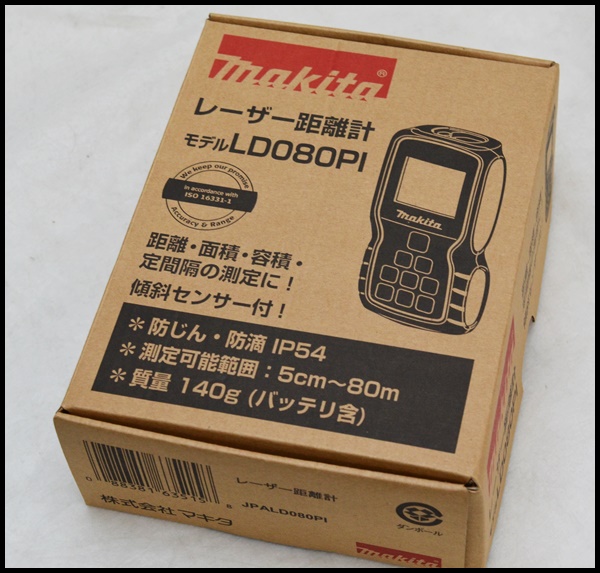 makita®
レーザー距離計
モデルLD080PI
We keep our promise
in accordance with
ISO 16331-1
Accuracy & Range
makita
距離・面積・容積・
定間隔の測定に！
傾斜センサー付！
＊防じん・防滴 IP54
＊測定可能範囲：5cm～80m
＊質量 140g (バッテリ含)
レーザー距離計
JPALD080PI
株式会社 マキタ
ダンボール
makita